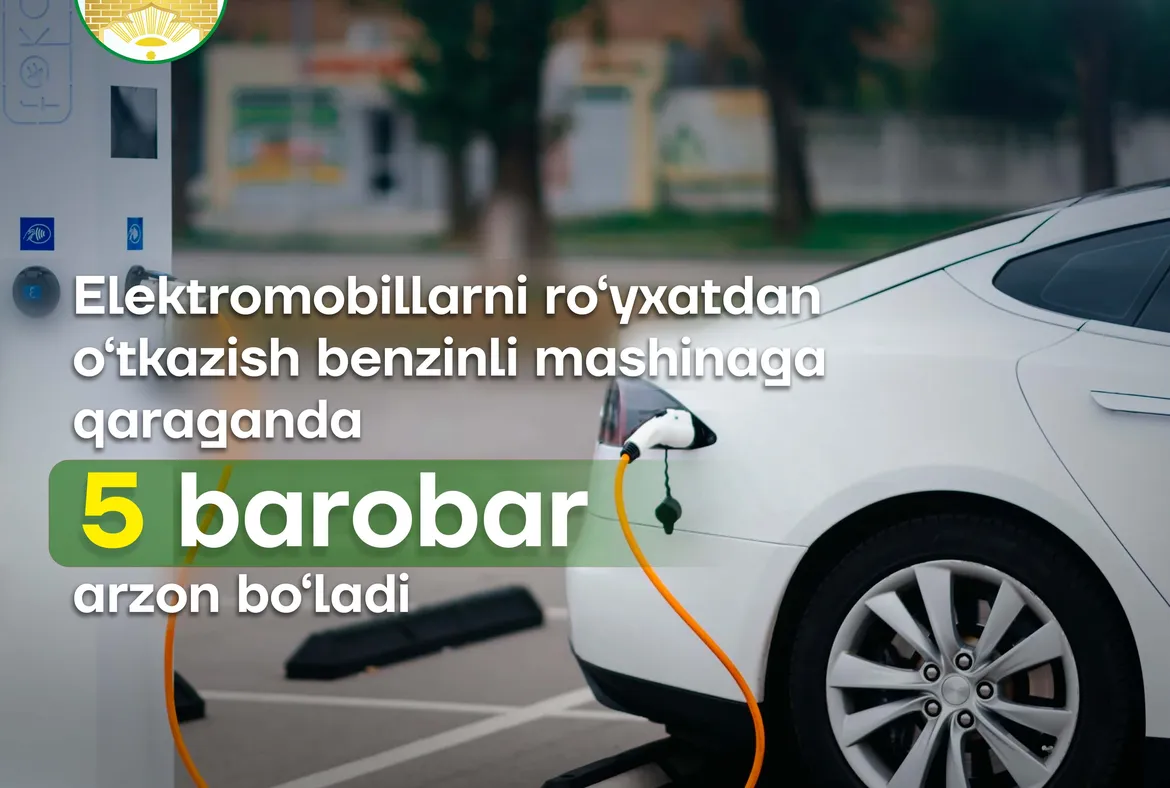 Elektromobillarni ro‘yxatdan
o‘tkazish benzinli mashinaga
qaraganda
5 barobar
arzon bo‘ladi